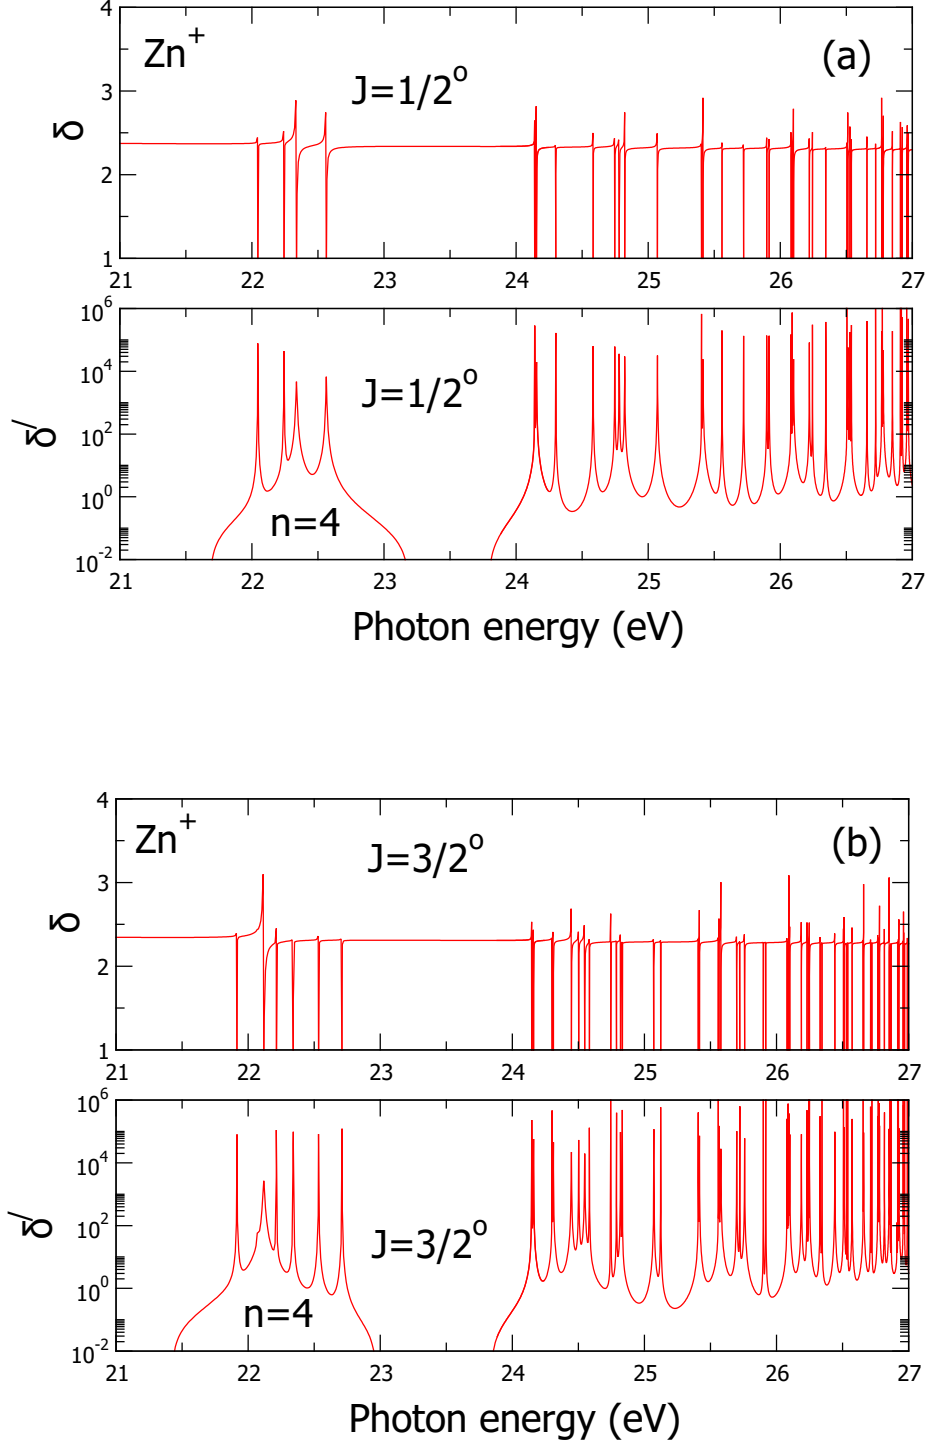 4
Zn+
(a)
J=1/2o
3
δ
2
1
21 22 23 24 25 26 27
10^6
10^4
J=1/2o
δ/
10^2
10^0
n=4
10^-2
21 22 23 24 25 26 27
Photon energy (eV)
4
Zn+
J=3/2o
(b)
3
δ
2
1
21 22 23 24 25 26 27
10^6
10^4
δ/
10^2
J=3/2o
10^0
n=4
10^-2
21 22 23 24 25 26 27
Photon energy (eV)